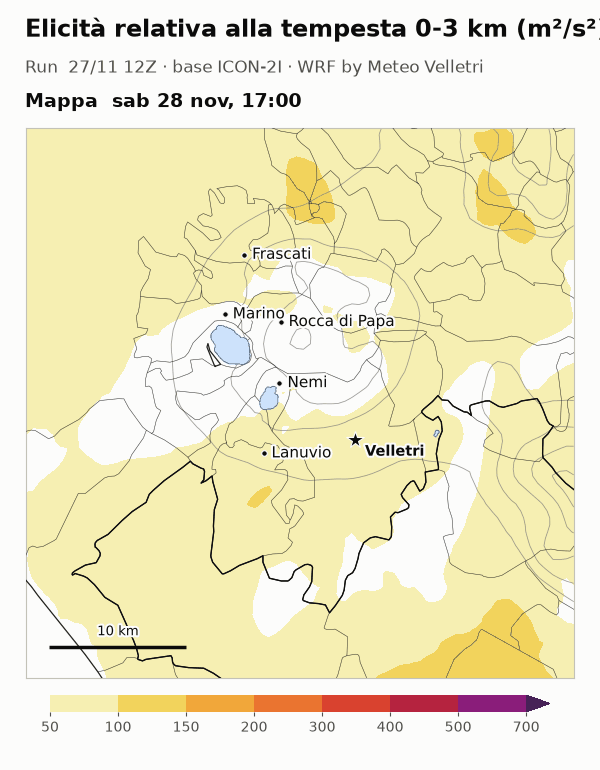 Elicità relativa alla tempesta 0-3 km (m²/s²)
Run  27/11 12Z · base ICON-2I · WRF by Meteo Velletri
Mappa  sab 28 nov, 17:00
Frascati
Marino
Rocca di Papa
Nemi
Velletri
Lanuvio
10 km
50 100 150 200 300 400 500 700